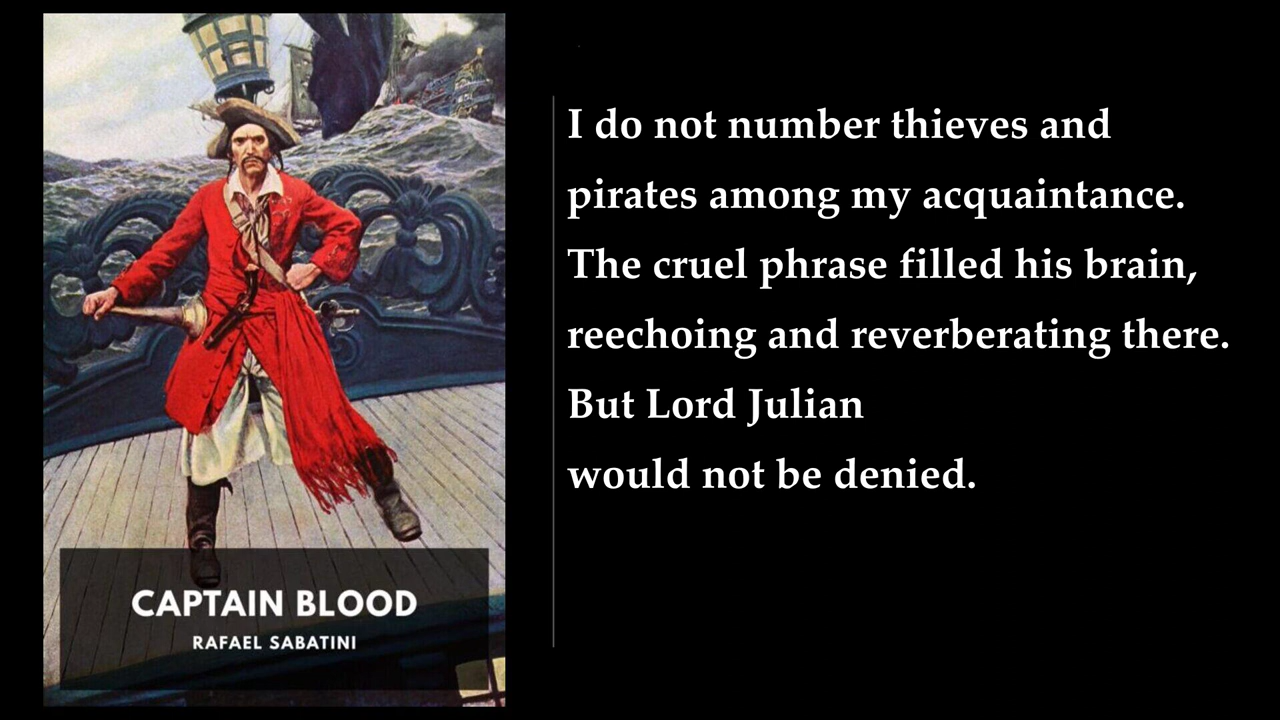 CAPTAIN BLOOD
RAFAEL SABATINI
I do not number thieves and
pirates among my acquaintance.
The cruel phrase filled his brain,
reechoing and reverberating there.
But Lord Julian
would not be denied.